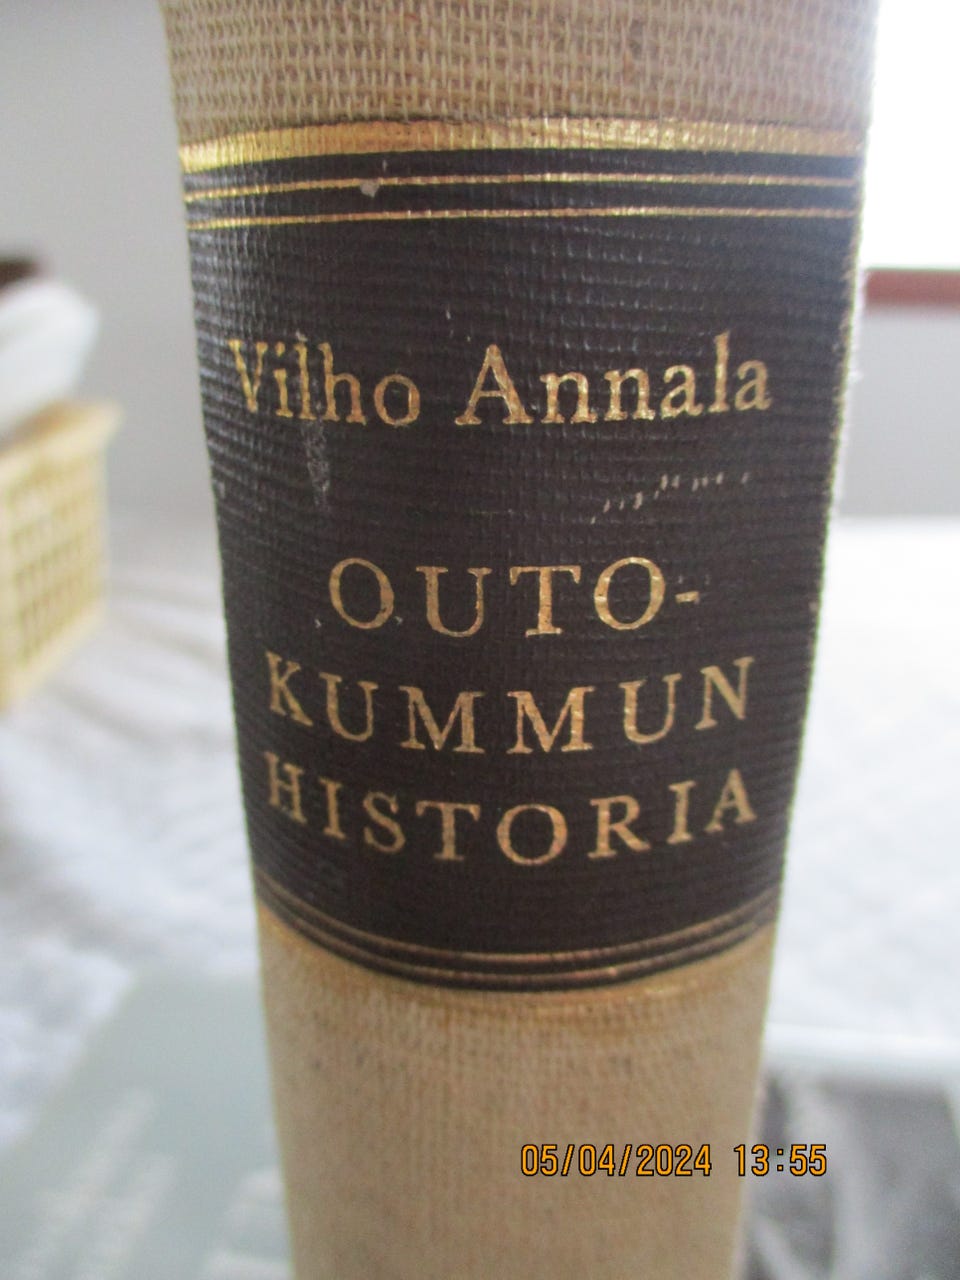 Vilho Annala
OUTO-
KUMMUN
HISTORIA
05/04/2024 13:55